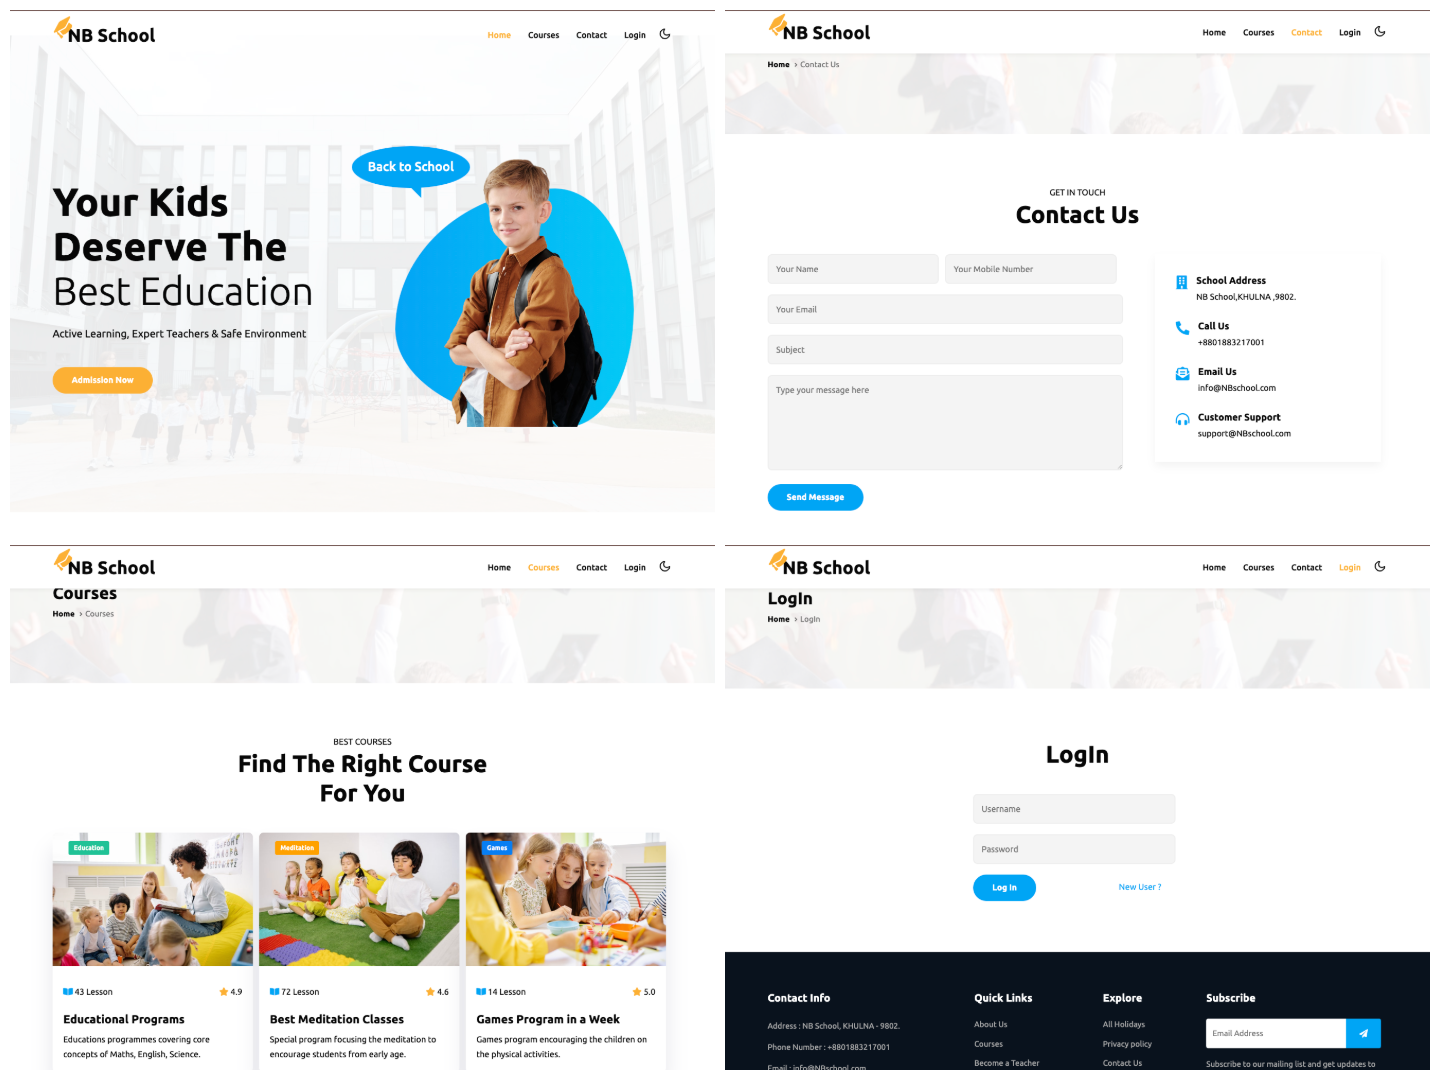 NB School
Home
Courses
Contact
Login
Back to School
Your Kids
Deserve The
Best Education
Active Learning, Expert Teachers & Safe Environment
Admission Now
NB School
Home
Courses
Contact
Login
Home › Contact Us
GET IN TOUCH
Contact Us
Your Name
Your Mobile Number
Your Email
Subject
Type your message here
Send Message
School Address
NB School,KHULNA ,9802.
Call Us
+8801883217001
Email Us
info@NBschool.com
Customer Support
support@NBschool.com
NB School
Home
Courses
Contact
Login
Courses
Home › Courses
BEST COURSES
Find The Right Course
For You
Education
43 Lesson
4.9
Educational Programs
Educations programmes covering core
concepts of Maths, English, Science.
Meditation
72 Lesson
4.6
Best Meditation Classes
Special program focusing the meditation to
encourage students from early age.
Games
14 Lesson
5.0
Games Program in a Week
Games program encouraging the children on
the physical activities.
NB School
Home
Courses
Contact
Login
LogIn
Home › LogIn
LogIn
Username
Password
Log In
New User ?
Contact Info
Address : NB School, KHULNA - 9802.
Phone Number : +8801883217001
Email : info@NBschool.com
Quick Links
About Us
Courses
Become a Teacher
Explore
All Holidays
Privacy policy
Contact Us
Subscribe
Email Address
Subscribe to our mailing list and get updates to